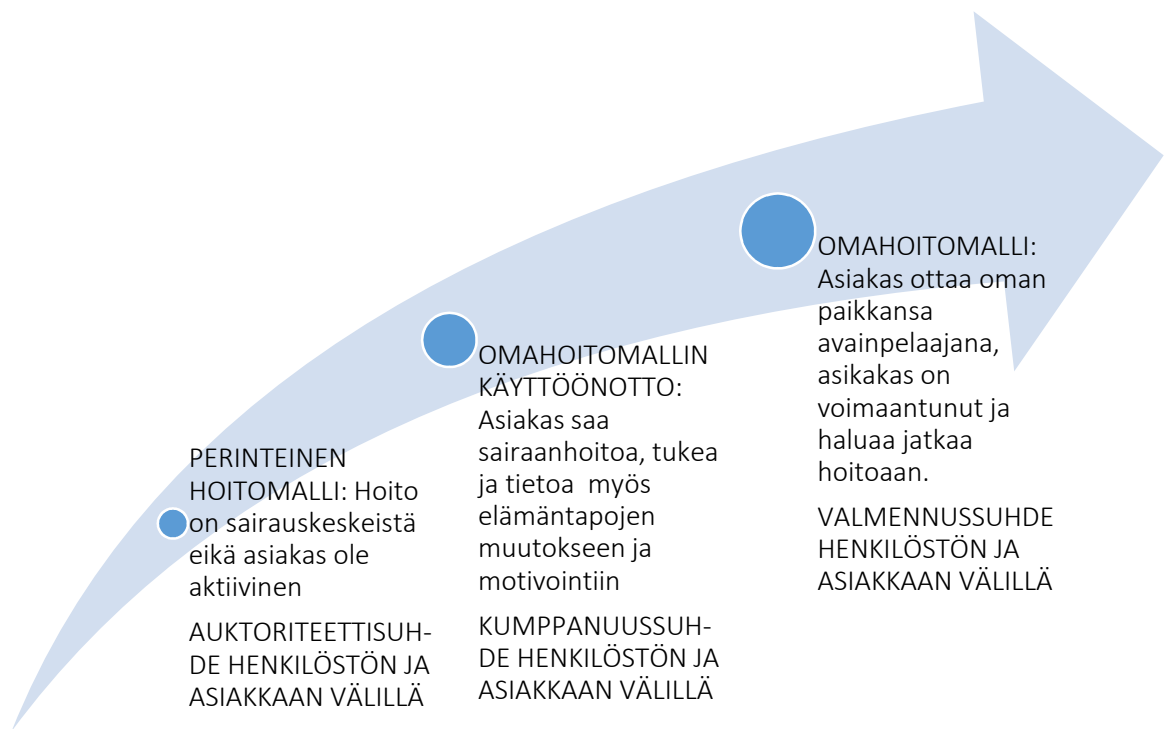 PERINTEINEN
HOITOMALLI: Hoito
on sairauskeskeistä
eikä asiakas ole
aktiivinen
AUKTORITEETTISUH-
DE HENKILÖSTÖN JA
ASIAKKAAN VÄLILLÄ
OMAHOITOMALLIN
KÄYTTÖÖNOTTO:
Asiakas saa
sairaanhoitoa, tukea
ja tietoa  myös
elämäntapojen
muutokseen ja
motivointiin
KUMPPANUUSSUH-
DE HENKILÖSTÖN JA
ASIAKKAAN VÄLILLÄ
OMAHOITOMALLI:
Asiakas ottaa oman
paikkansa
avainpelaajana,
asikakas on
voimaantunut ja
haluaa jatkaa
hoitoaan.
VALMENNUSSUHDE
HENKILÖSTÖN JA
ASIAKKAAN VÄLILLÄ